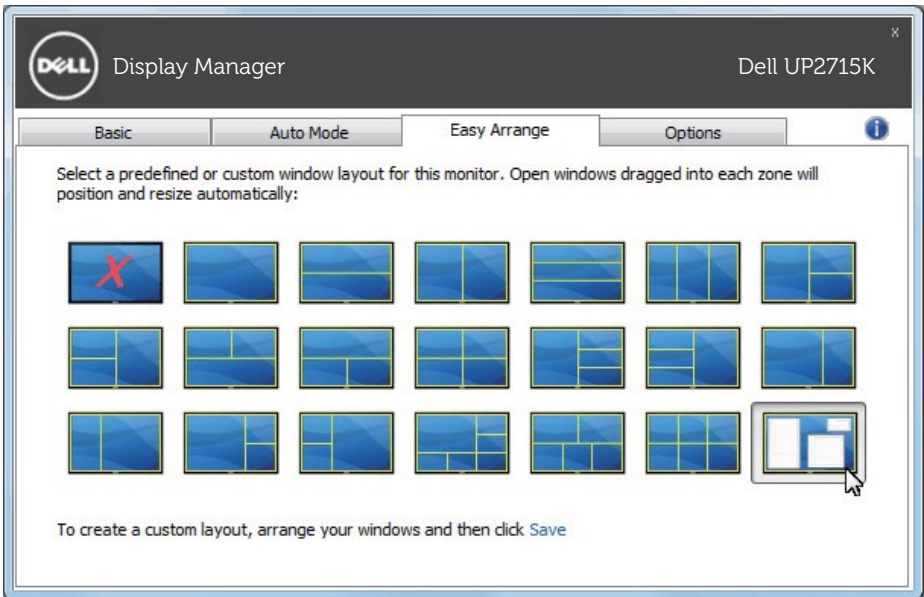 x
DELL Display Manager Dell UP2715K
Basic Auto Mode Easy Arrange Options i
Select a predefined or custom window layout for this monitor. Open windows dragged into each zone will
position and resize automatically:
X
To create a custom layout, arrange your windows and then click Save